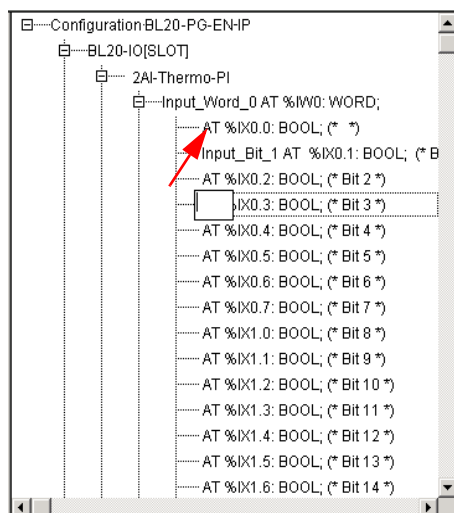 Configuration BL20-PG-EN-IP
BL20-IO[SLOT]
2AI-Thermo-PI
Input_Word_0 AT %IW0: WORD;
AT %IX0.0: BOOL; (* *)
Input_Bit_1 AT %IX0.1: BOOL; (* B
AT %IX0.2: BOOL; (* Bit 2 *)
IX0.3: BOOL; (* Bit 3 *)
AT %IX0.4: BOOL; (* Bit 4 *)
AT %IX0.5: BOOL; (* Bit 5 *)
AT %IX0.6: BOOL; (* Bit 6 *)
AT %IX0.7: BOOL; (* Bit 7 *)
AT %IX1.0: BOOL; (* Bit 8 *)
AT %IX1.1: BOOL; (* Bit 9 *)
AT %IX1.2: BOOL; (* Bit 10 *)
AT %IX1.3: BOOL; (* Bit 11 *)
AT %IX1.4: BOOL; (* Bit 12 *)
AT %IX1.5: BOOL; (* Bit 13 *)
AT %IX1.6: BOOL; (* Bit 14 *)